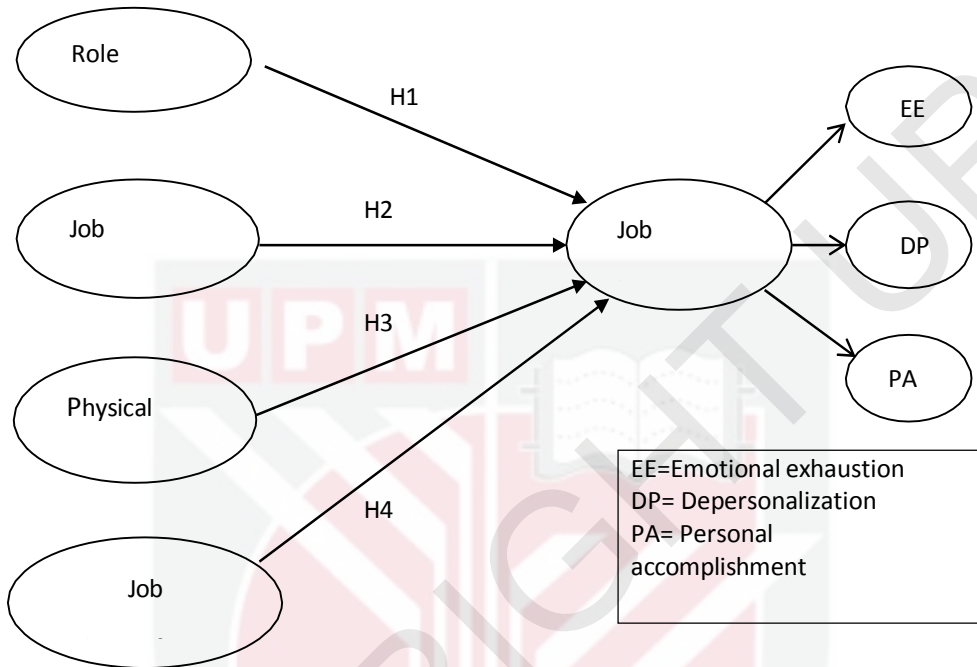 Role
H1
EE
Job
H2
Job
DP
UPM
H3
Physical
PA
H4
EE=Emotional exhaustion
DP= Depersonalization
PA= Personal
accomplishment
Job